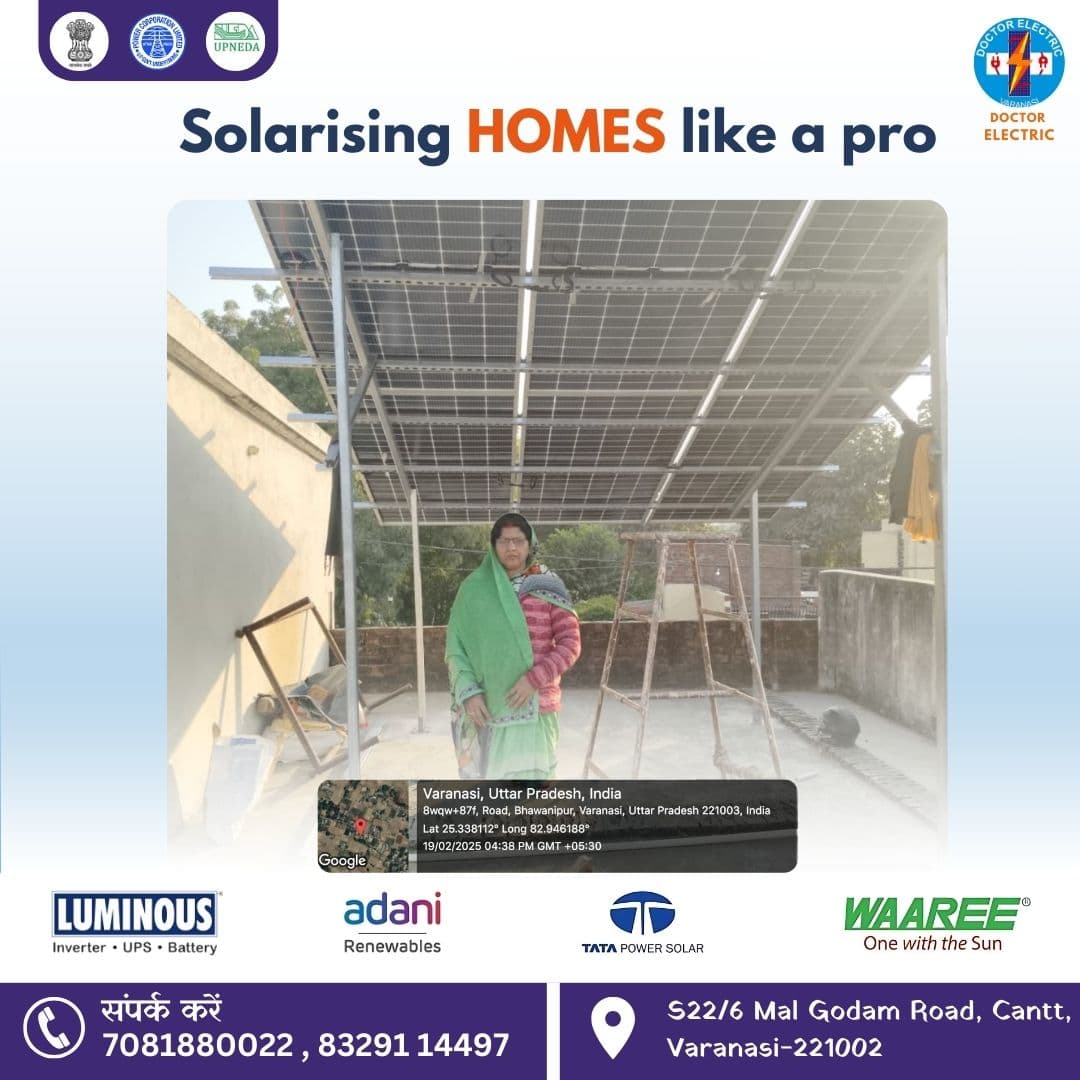 UPNEDA
DOCTOR ELECTRIC
VARANASI
DOCTOR
ELECTRIC
Solarising HOMES like a pro
Varanasi, Uttar Pradesh, India
8wqw+87f, Road, Bhawanipur, Varanasi, Uttar Pradesh 221003, India
Lat 25.338112° Long 82.946188°
19/02/2025 04:38 PM GMT +05:30
Google
LUMINOUS
Inverter • UPS • Battery
adani
Renewables
TATA POWER SOLAR
WAAREE®
One with the Sun
संपर्क करें
7081880022 , 83291 14497
S22/6 Mal Godam Road, Cantt,
Varanasi-221002